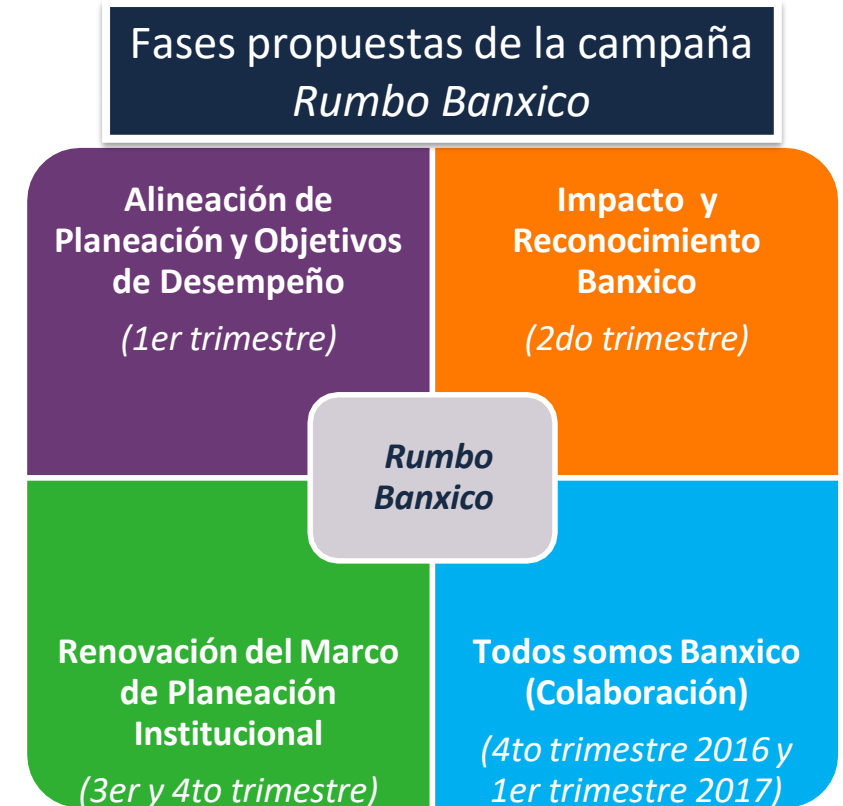 Fases propuestas de la campaña
Rumbo Banxico
Alineación de
Planeación y Objetivos
de Desempeño
(1er trimestre)
Impacto y
Reconocimiento
Banxico
(2do trimestre)
Rumbo
Banxico
Renovación del Marco
de Planeación
Institucional
(3er y 4to trimestre)
Todos somos Banxico
(Colaboración)
(4to trimestre 2016 y
1er trimestre 2017)